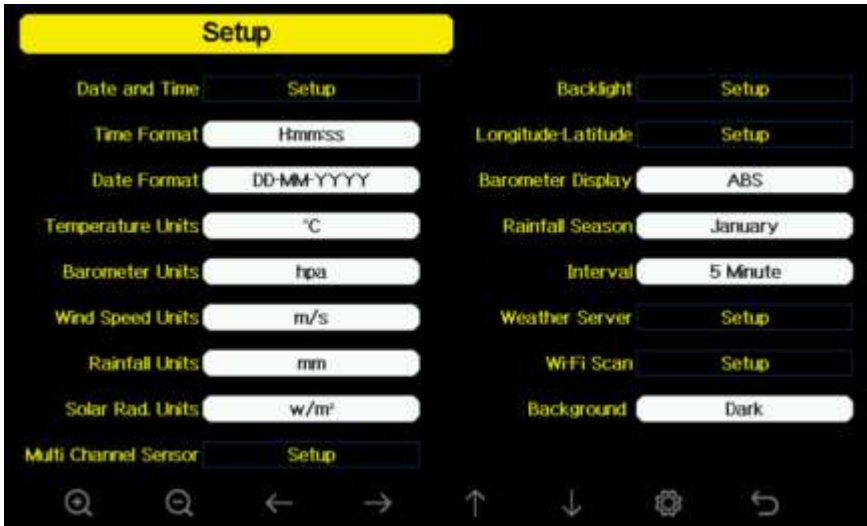 Setup
Date and Time Setup
Time Format H:mm:ss
Date Format DD-MM-YYYY
Temperature Units °C
Barometer Units hpa
Wind Speed Units m/s
Rainfall Units mm
Solar Rad. Units w/m²
Multi Channel Sensor Setup
Backlight Setup
Longitude-Latitude Setup
Barometer Display ABS
Rainfall Season January
Interval 5 Minute
Weather Server Setup
Wi-Fi Scan Setup
Background Dark